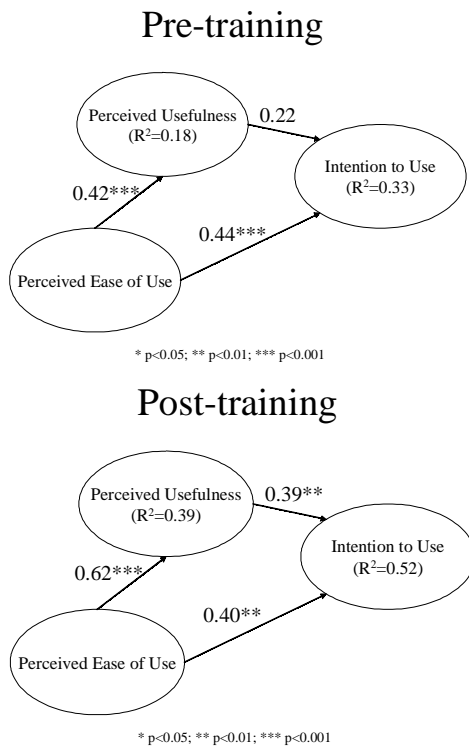 Pre-training
Perceived Usefulness
(R²=0.18)
0.22
Intention to Use
(R²=0.33)
0.42***
0.44***
Perceived Ease of Use
* p<0.05; ** p<0.01; *** p<0.001
Post-training
Perceived Usefulness
(R²=0.39)
0.39**
Intention to Use
(R²=0.52)
0.62***
0.40**
Perceived Ease of Use
* p<0.05; ** p<0.01; *** p<0.001